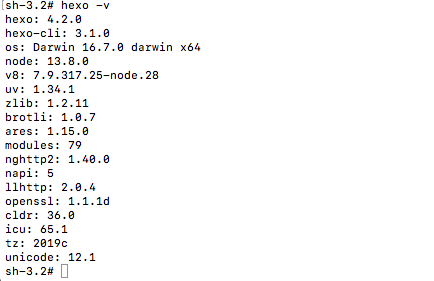 [sh-3.2# hexo -v
hexo: 4.2.0
hexo-cli: 3.1.0
os: Darwin 16.7.0 darwin x64
node: 13.8.0
v8: 7.9.317.25-node.28
uv: 1.34.1
zlib: 1.2.11
brotli: 1.0.7
ares: 1.15.0
modules: 79
nghttp2: 1.40.0
napi: 5
llhttp: 2.0.4
openssl: 1.1.1d
cldr: 36.0
icu: 65.1
tz: 2019c
unicode: 12.1
sh-3.2#